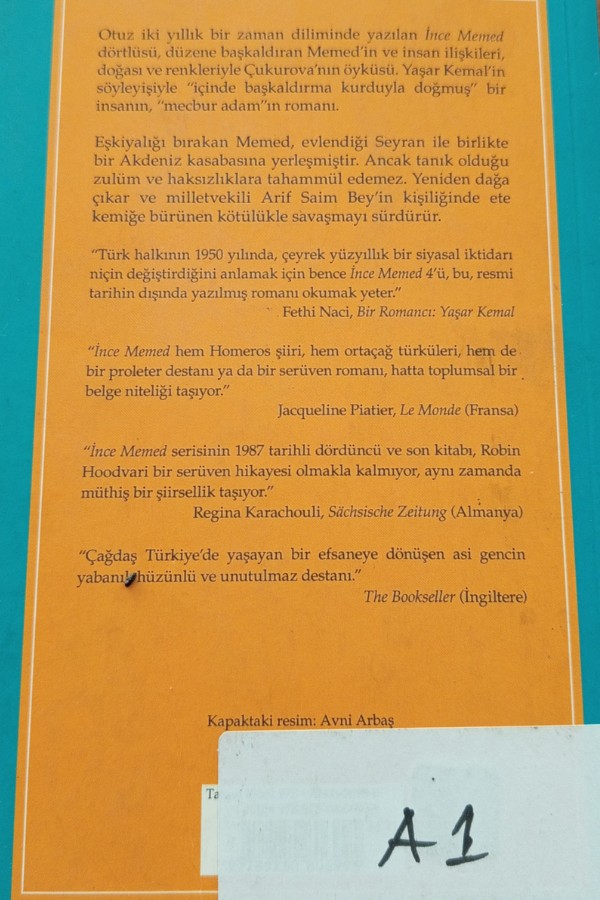 Otuz iki yıllık bir zaman diliminde yazılan İnce Memed
dörtlüsü, düzene başkaldıran Memed'in ve insan ilişkileri,
doğası ve renkleriyle Çukurova'nın öyküsü. Yaşar Kemal'in
söyleyişiyle "içinde başkaldırma kurduyla doğmuş" bir
insanın, "mecbur adam"ın romanı.
Eşkiyalığı bırakan Memed, evlendiği Seyran ile birlikte
bir Akdeniz kasabasına yerleşmiştir. Ancak tanık olduğu
zulüm ve haksızlıklara tahammül edemez. Yeniden dağa
çıkar ve milletvekili Arif Saim Bey'in kişiliğinde ete
kemiğe bürünen kötülükle savaşmayı sürdürür.
"Türk halkının 1950 yılında, çeyrek yüzyıllık bir siyasal iktidarı
niçin değiştirdiğini anlamak için bence İnce Memed 4'ü, bu, resmi
tarihin dışında yazılmış romanı okumak yeter."
Fethi Naci, Bir Romancı: Yaşar Kemal
"İnce Memed hem Homeros şiiri, hem ortaçağ türküleri, hem de
bir proleter destanı ya da bir serüven romanı, hatta toplumsal bir
belge niteliği taşıyor."
Jacqueline Piatier, Le Monde (Fransa)
"İnce Memed serisinin 1987 tarihli dördüncü ve son kitabı, Robin
Hoodvari bir serüven hikayesi olmakla kalmıyor, aynı zamanda
müthiş bir şiirsellik taşıyor."
Regina Karachouli, Sächsische Zeitung (Almanya)
"Çağdaş Türkiye'de yaşayan bir efsaneye dönüşen asi gencin
yabanıl, hüzünlü ve unutulmaz destanı."
The Bookseller (İngiltere)
Kapaktaki resim: Avni Arbaş
A1